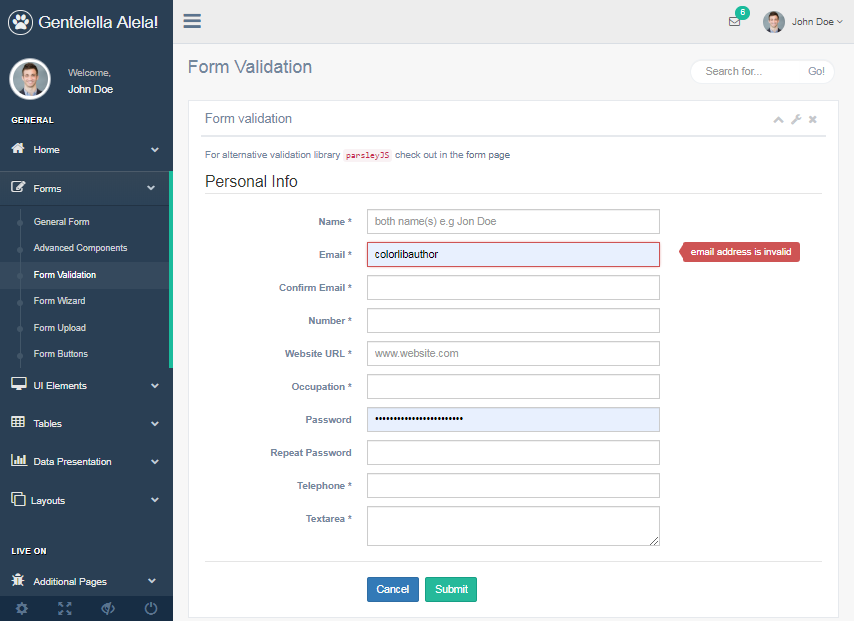 Gentelella Alela!
6
John Doe
Welcome,
John Doe
Form Validation
Search for...
Go!
GENERAL
Home
Forms
General Form
Advanced Components
Form Validation
Form Wizard
Form Upload
Form Buttons
UI Elements
Tables
Data Presentation
Layouts
LIVE ON
Additional Pages
Form validation
For alternative validation library parsleyJS check out in the form page
Personal Info
Name * both name(s) e.g Jon Doe
Email * colorlibauthor email address is invalid
Confirm Email *
Number *
Website URL * www.website.com
Occupation *
Password
Repeat Password
Telephone *
Textarea *
Cancel Submit